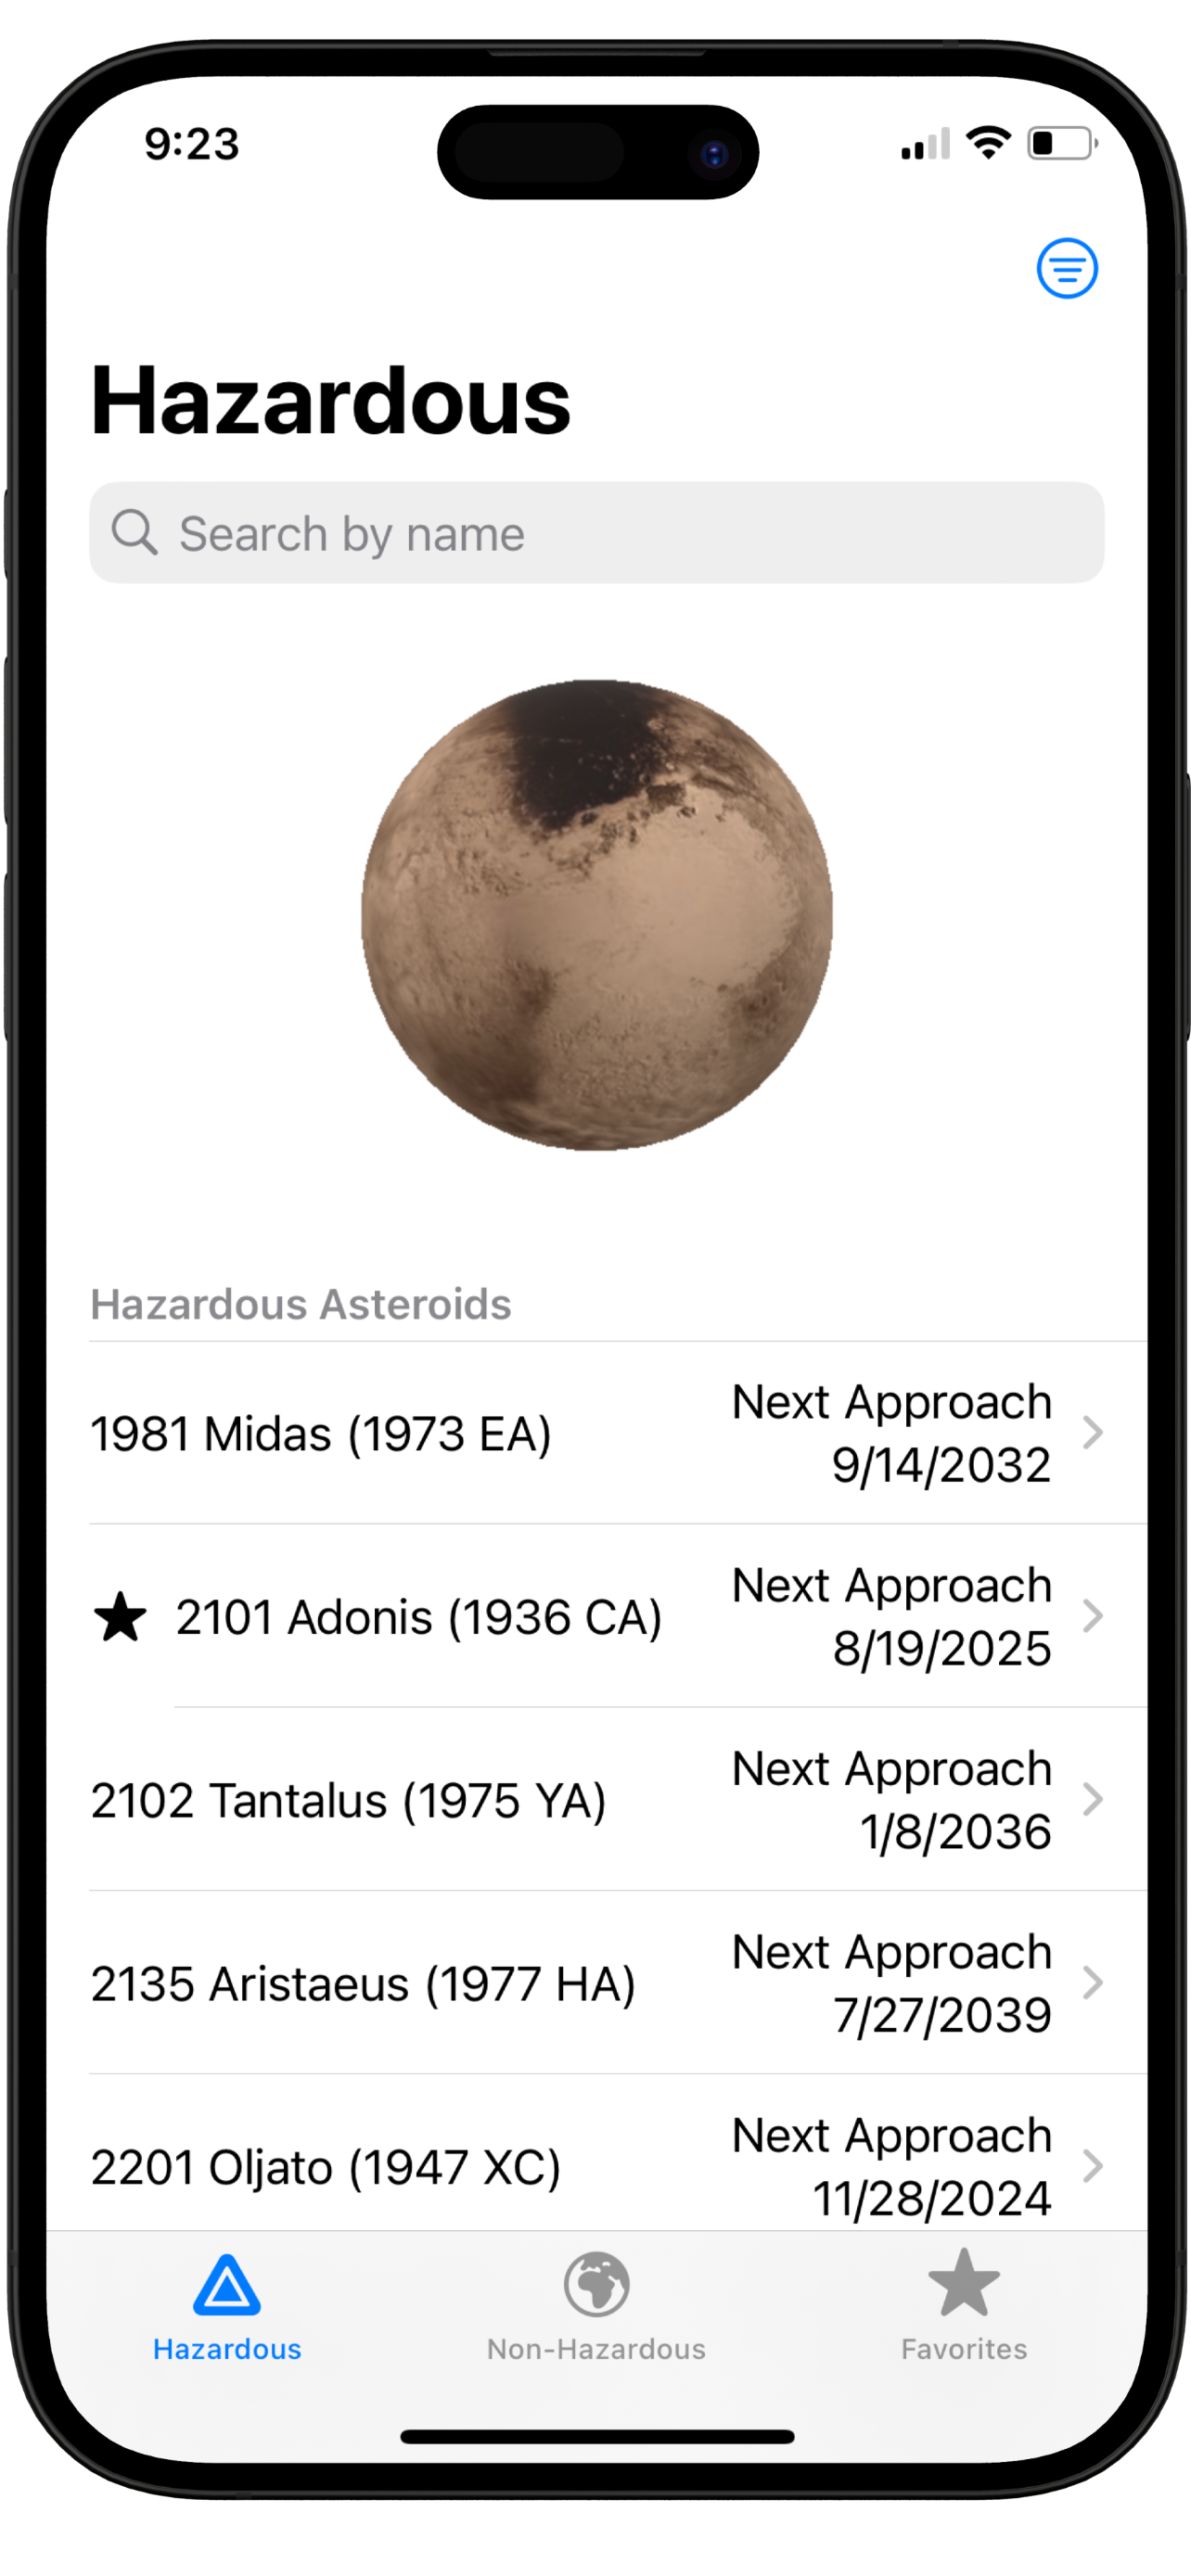 9:23
Hazardous
Search by name
Hazardous Asteroids
1981 Midas (1973 EA)
Next Approach
9/14/2032
2101 Adonis (1936 CA)
Next Approach
8/19/2025
2102 Tantalus (1975 YA)
Next Approach
1/8/2036
2135 Aristaeus (1977 HA)
Next Approach
7/27/2039
2201 Oljato (1947 XC)
Next Approach
11/28/2024
Hazardous
Non-Hazardous
Favorites